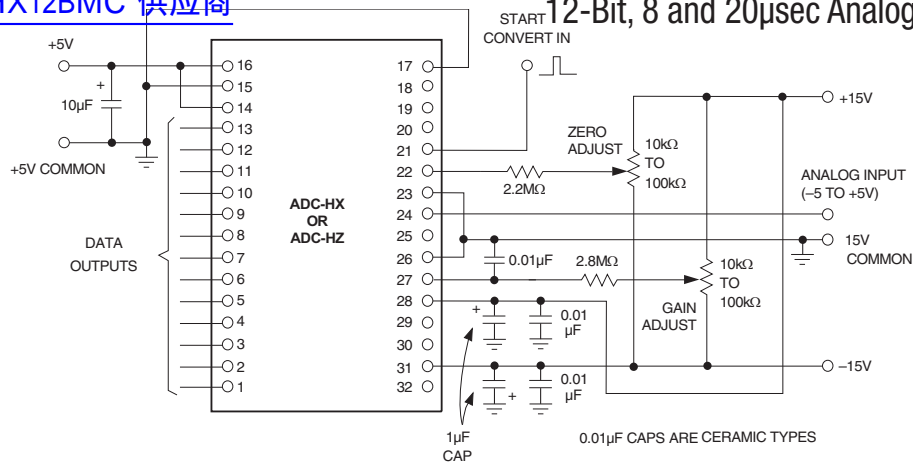 HX12BMC 供应商
12-Bit, 8 and 20µsec Analog
START
CONVERT IN
+5V
16
15
14
13
12
11
10
9
8
7
6
5
4
3
2
1
17
18
19
20
21
22
23
24
25
26
27
28
29
30
31
32
+
10µF
+5V COMMON
DATA
OUTPUTS
ADC-HX
OR
ADC-HZ
2.2MΩ
ZERO
ADJUST
10kΩ
TO
100kΩ
+15V
ANALOG INPUT
(–5 TO +5V)
15V
COMMON
0.01µF
2.8MΩ
10kΩ
TO
100kΩ
GAIN
ADJUST
+
0.01
µF
–15V
+
0.01
µF
1µF
CAP
0.01µF CAPS ARE CERAMIC TYPES